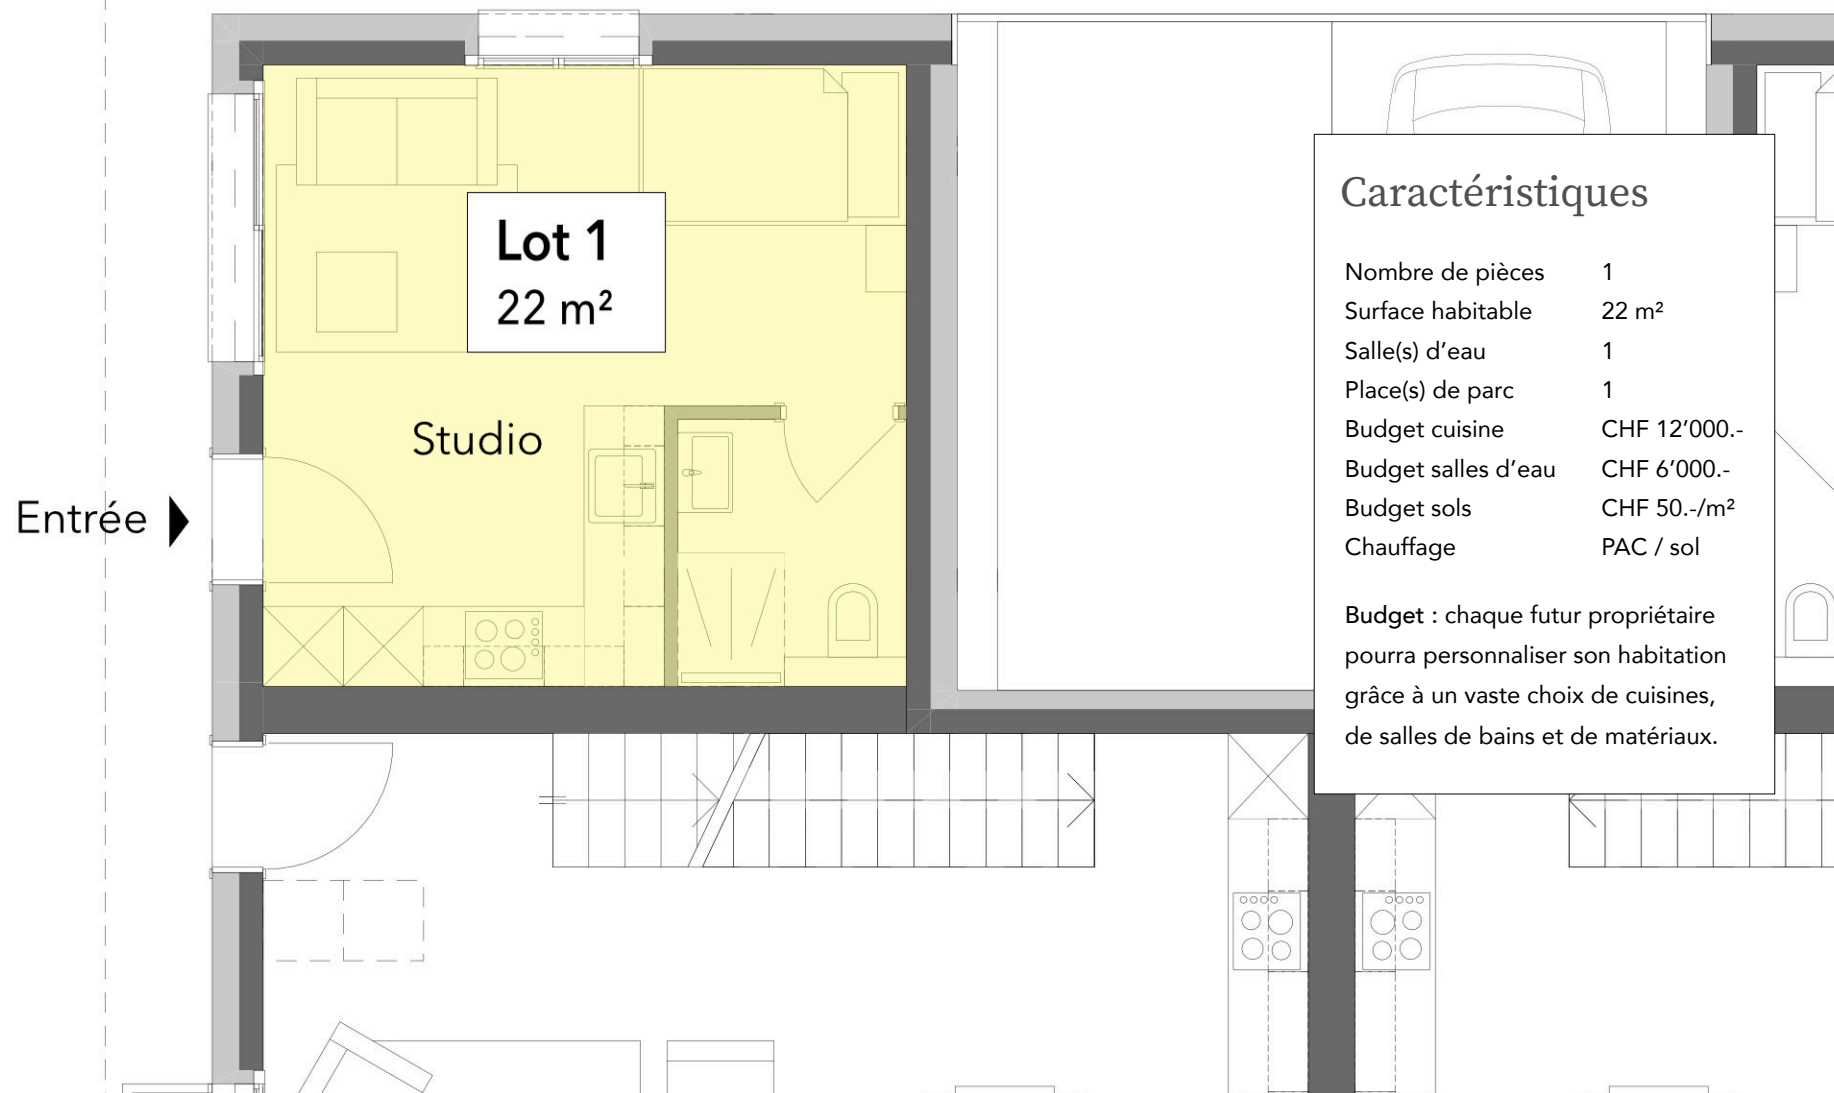 Lot 1
22 m²
Studio
Entrée
Caractéristiques
Nombre de pièces 1
Surface habitable 22 m²
Salle(s) d’eau 1
Place(s) de parc 1
Budget cuisine CHF 12’000.-
Budget salles d’eau CHF 6’000.-
Budget sols CHF 50.-/m²
Chauffage PAC / sol
Budget : chaque futur propriétaire
pourra personnaliser son habitation
grâce à un vaste choix de cuisines,
de salles de bains et de matériaux.